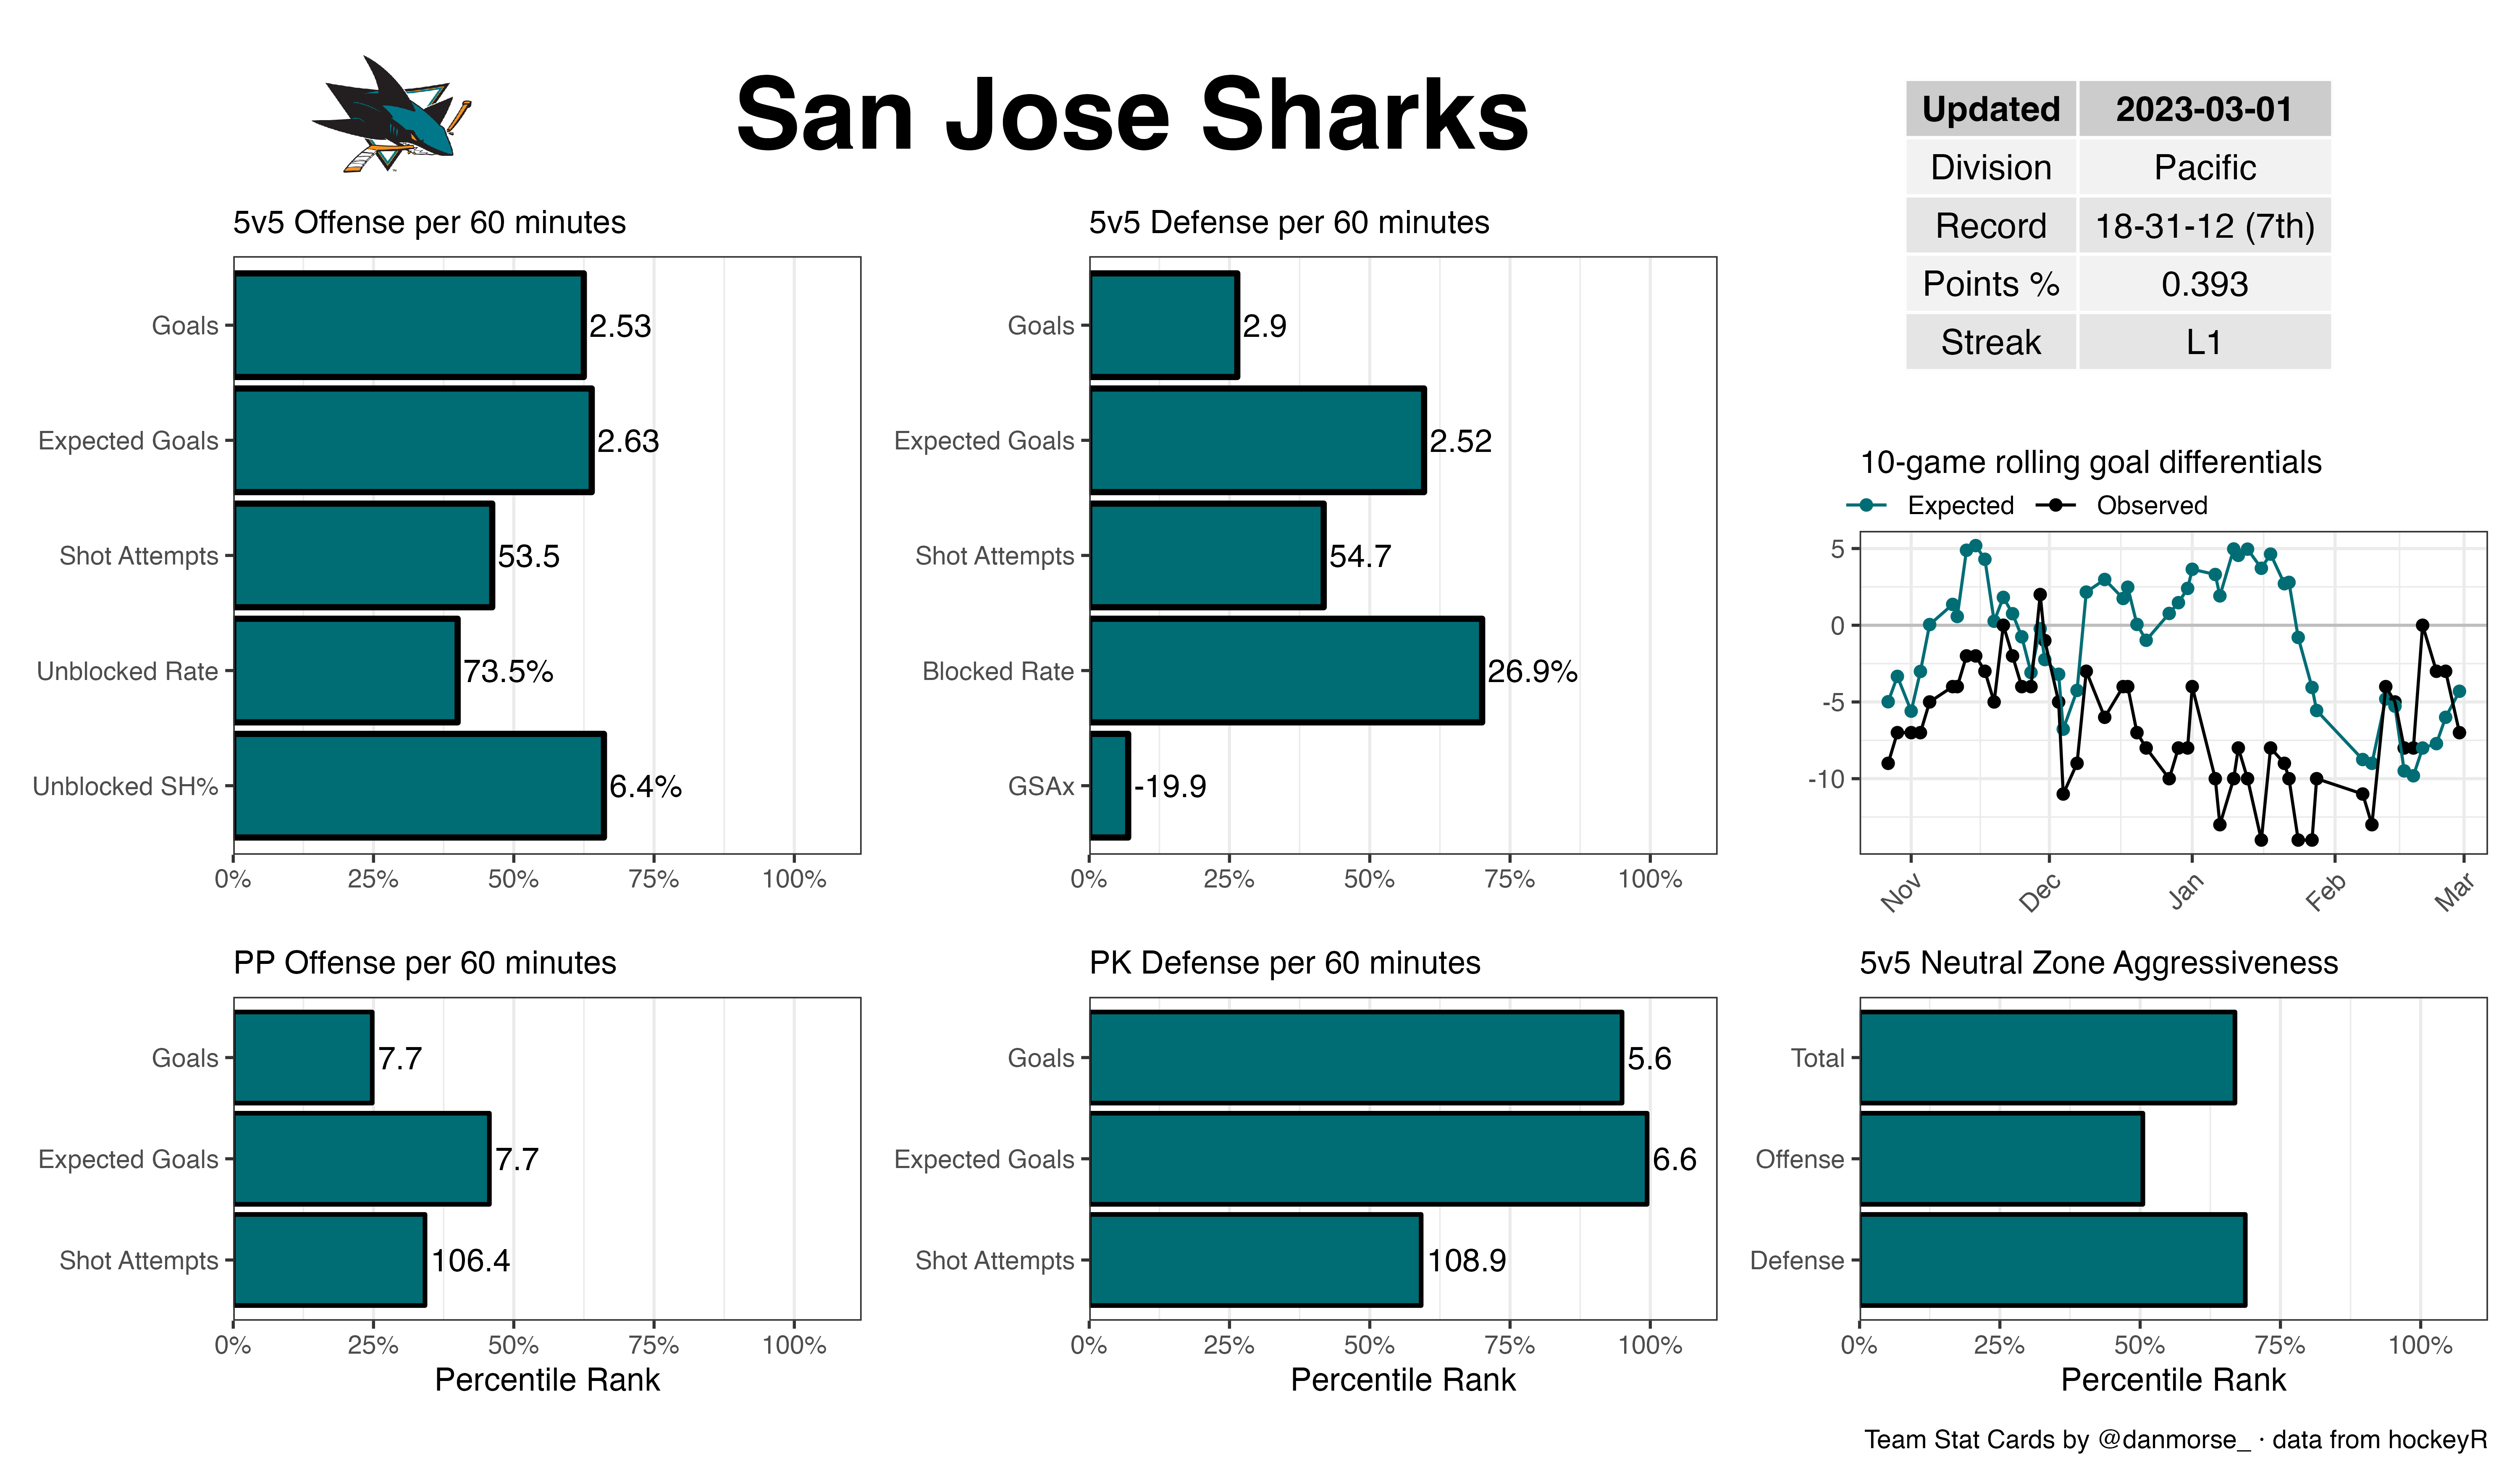 San Jose Sharks
Updated 2023-03-01
Division Pacific
Record 18-31-12 (7th)
Points % 0.393
Streak L1
5v5 Offense per 60 minutes
Goals 2.53
Expected Goals 2.63
Shot Attempts 53.5
Unblocked Rate 73.5%
Unblocked SH% 6.4%
0% 25% 50% 75% 100%
5v5 Defense per 60 minutes
Goals 2.9
Expected Goals 2.52
Shot Attempts 54.7
Blocked Rate 26.9%
GSAx -19.9
0% 25% 50% 75% 100%
10-game rolling goal differentials
Expected Observed
5
0
-5
-10
Nov Dec Jan Feb Mar
PP Offense per 60 minutes
Goals 7.7
Expected Goals 7.7
Shot Attempts 106.4
0% 25% 50% 75% 100%
Percentile Rank
PK Defense per 60 minutes
Goals 5.6
Expected Goals 6.6
Shot Attempts 108.9
0% 25% 50% 75% 100%
Percentile Rank
5v5 Neutral Zone Aggressiveness
Total
Offense
Defense
0% 25% 50% 75% 100%
Percentile Rank
Team Stat Cards by @danmorse_ · data from hockeyR